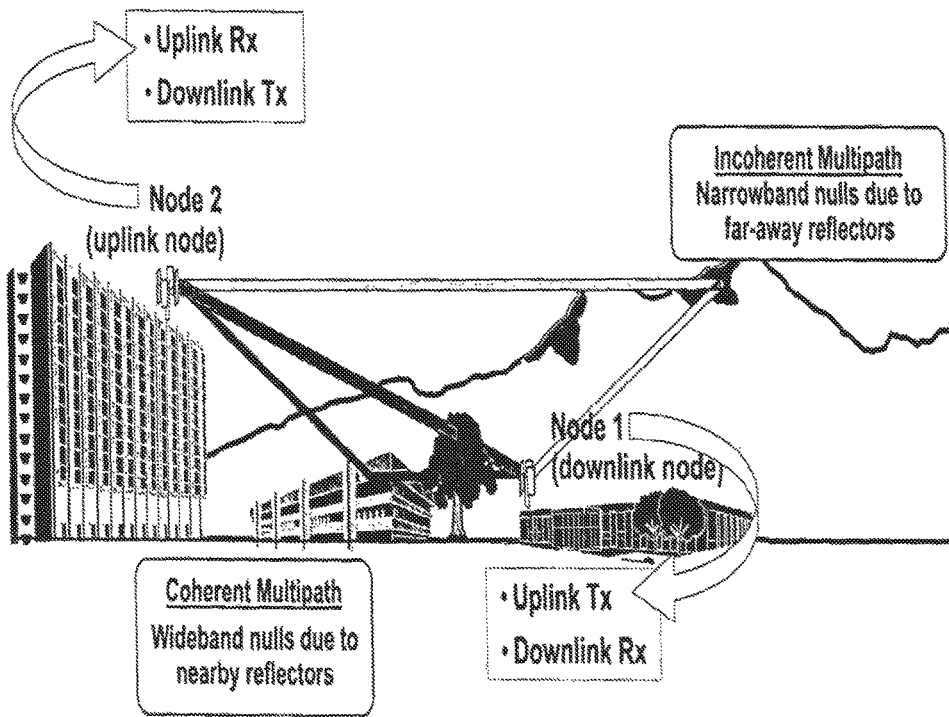 • Uplink Rx
• Downlink Tx
Incoherent Multipath
Narrowband nulls due to
far-away reflectors
Node 2
(uplink node)
Node 1
(downlink node)
Coherent Multipath
Wideband nulls due to
nearby reflectors
• Uplink Tx
• Downlink Rx